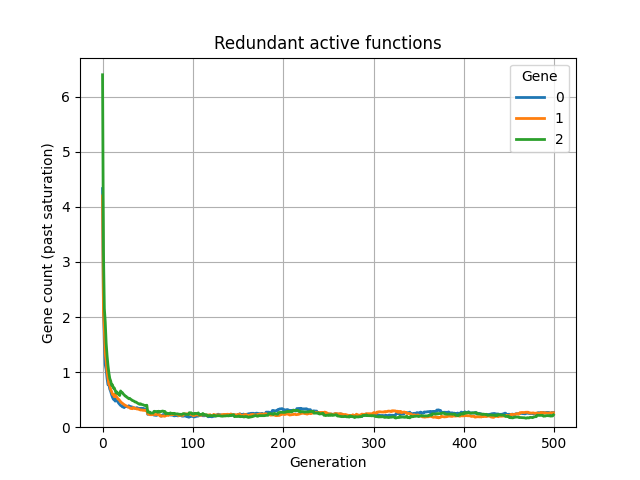 Redundant active functions
Gene
0
1
2
Gene count (past saturation)
6
5
4
3
2
1
0
0 100 200 300 400 500
Generation